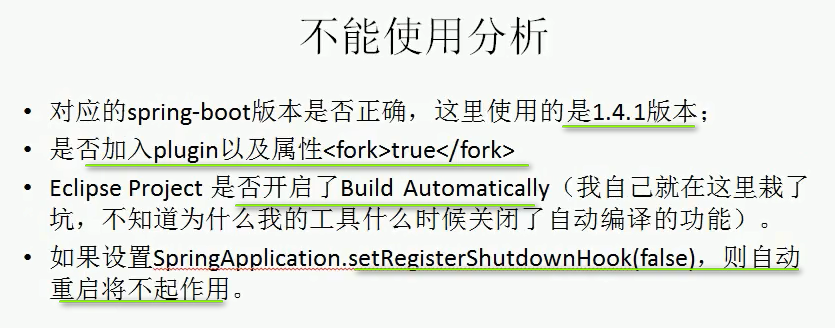 不能使用分析
• 对应的spring-boot版本是否正确，这里使用的是1.4.1版本；
• 是否加入plugin以及属性<fork>true</fork>
• Eclipse Project 是否开启了Build Automatically（我自己就在这里栽了
坑，不知道为什么我的工具什么时候关闭了自动编译的功能）。
• 如果设置SpringApplication.setRegisterShutdownHook(false)，则自动
重启将不起作用。